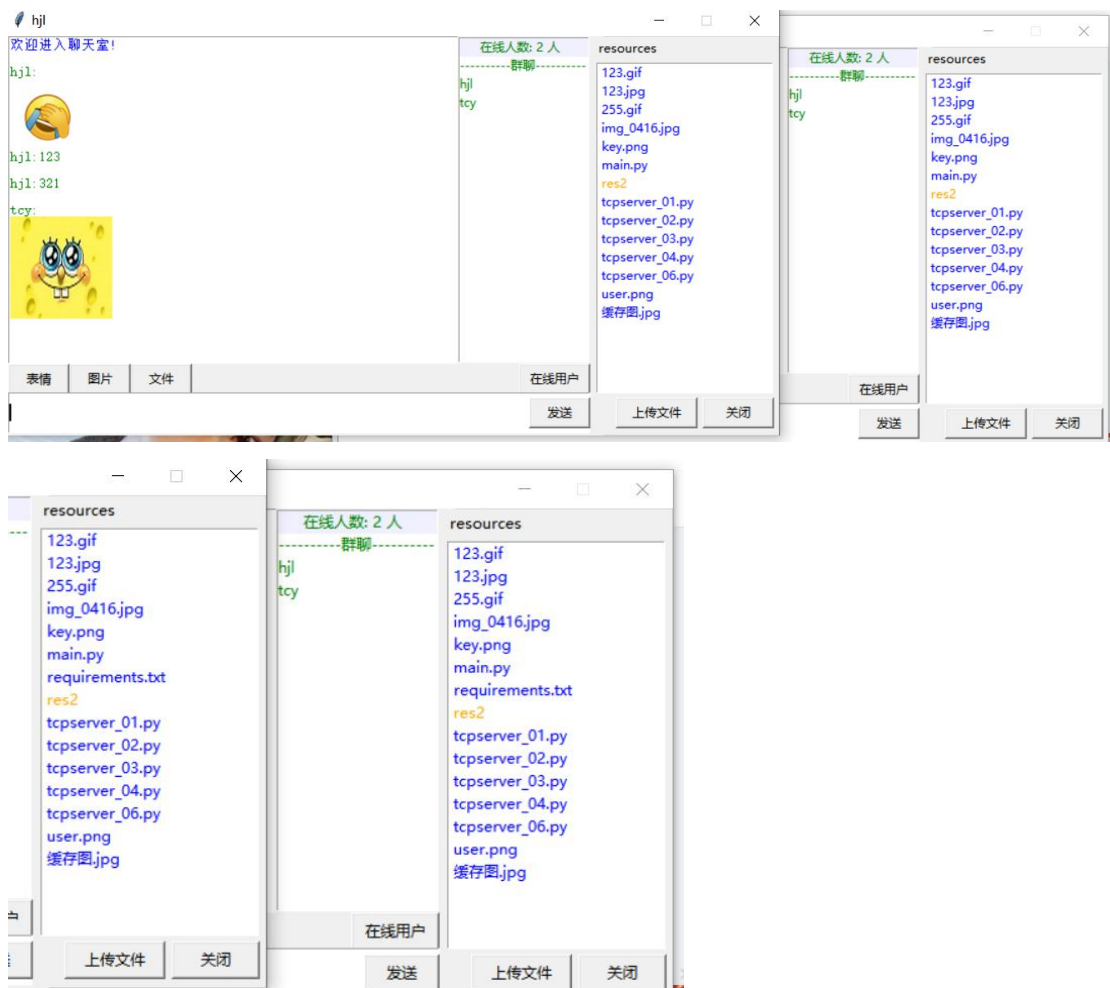 hjl
欢迎进入聊天室!
hjl:
hjl:123
hjl:321
tcy:
表情 图片 文件 在线用户
发送
在线人数: 2 人
----------群聊----------
hjl
tcy
resources
123.gif
123.jpg
255.gif
img_0416.jpg
key.png
main.py
res2
tcpserver_01.py
tcpserver_02.py
tcpserver_03.py
tcpserver_04.py
tcpserver_06.py
user.png
缓存图.jpg
上传文件 关闭
在线人数: 2 人
----------群聊----------
hjl
tcy
在线用户
发送
resources
123.gif
123.jpg
255.gif
img_0416.jpg
key.png
main.py
res2
tcpserver_01.py
tcpserver_02.py
tcpserver_03.py
tcpserver_04.py
tcpserver_06.py
user.png
缓存图.jpg
上传文件 关闭
resources
123.gif
123.jpg
255.gif
img_0416.jpg
key.png
main.py
requirements.txt
res2
tcpserver_01.py
tcpserver_02.py
tcpserver_03.py
tcpserver_04.py
tcpserver_06.py
user.png
缓存图.jpg
上传文件 关闭
在线人数: 2 人
----------群聊----------
hjl
tcy
在线用户
发送
resources
123.gif
123.jpg
255.gif
img_0416.jpg
key.png
main.py
requirements.txt
res2
tcpserver_01.py
tcpserver_02.py
tcpserver_03.py
tcpserver_04.py
tcpserver_06.py
user.png
缓存图.jpg
上传文件 关闭